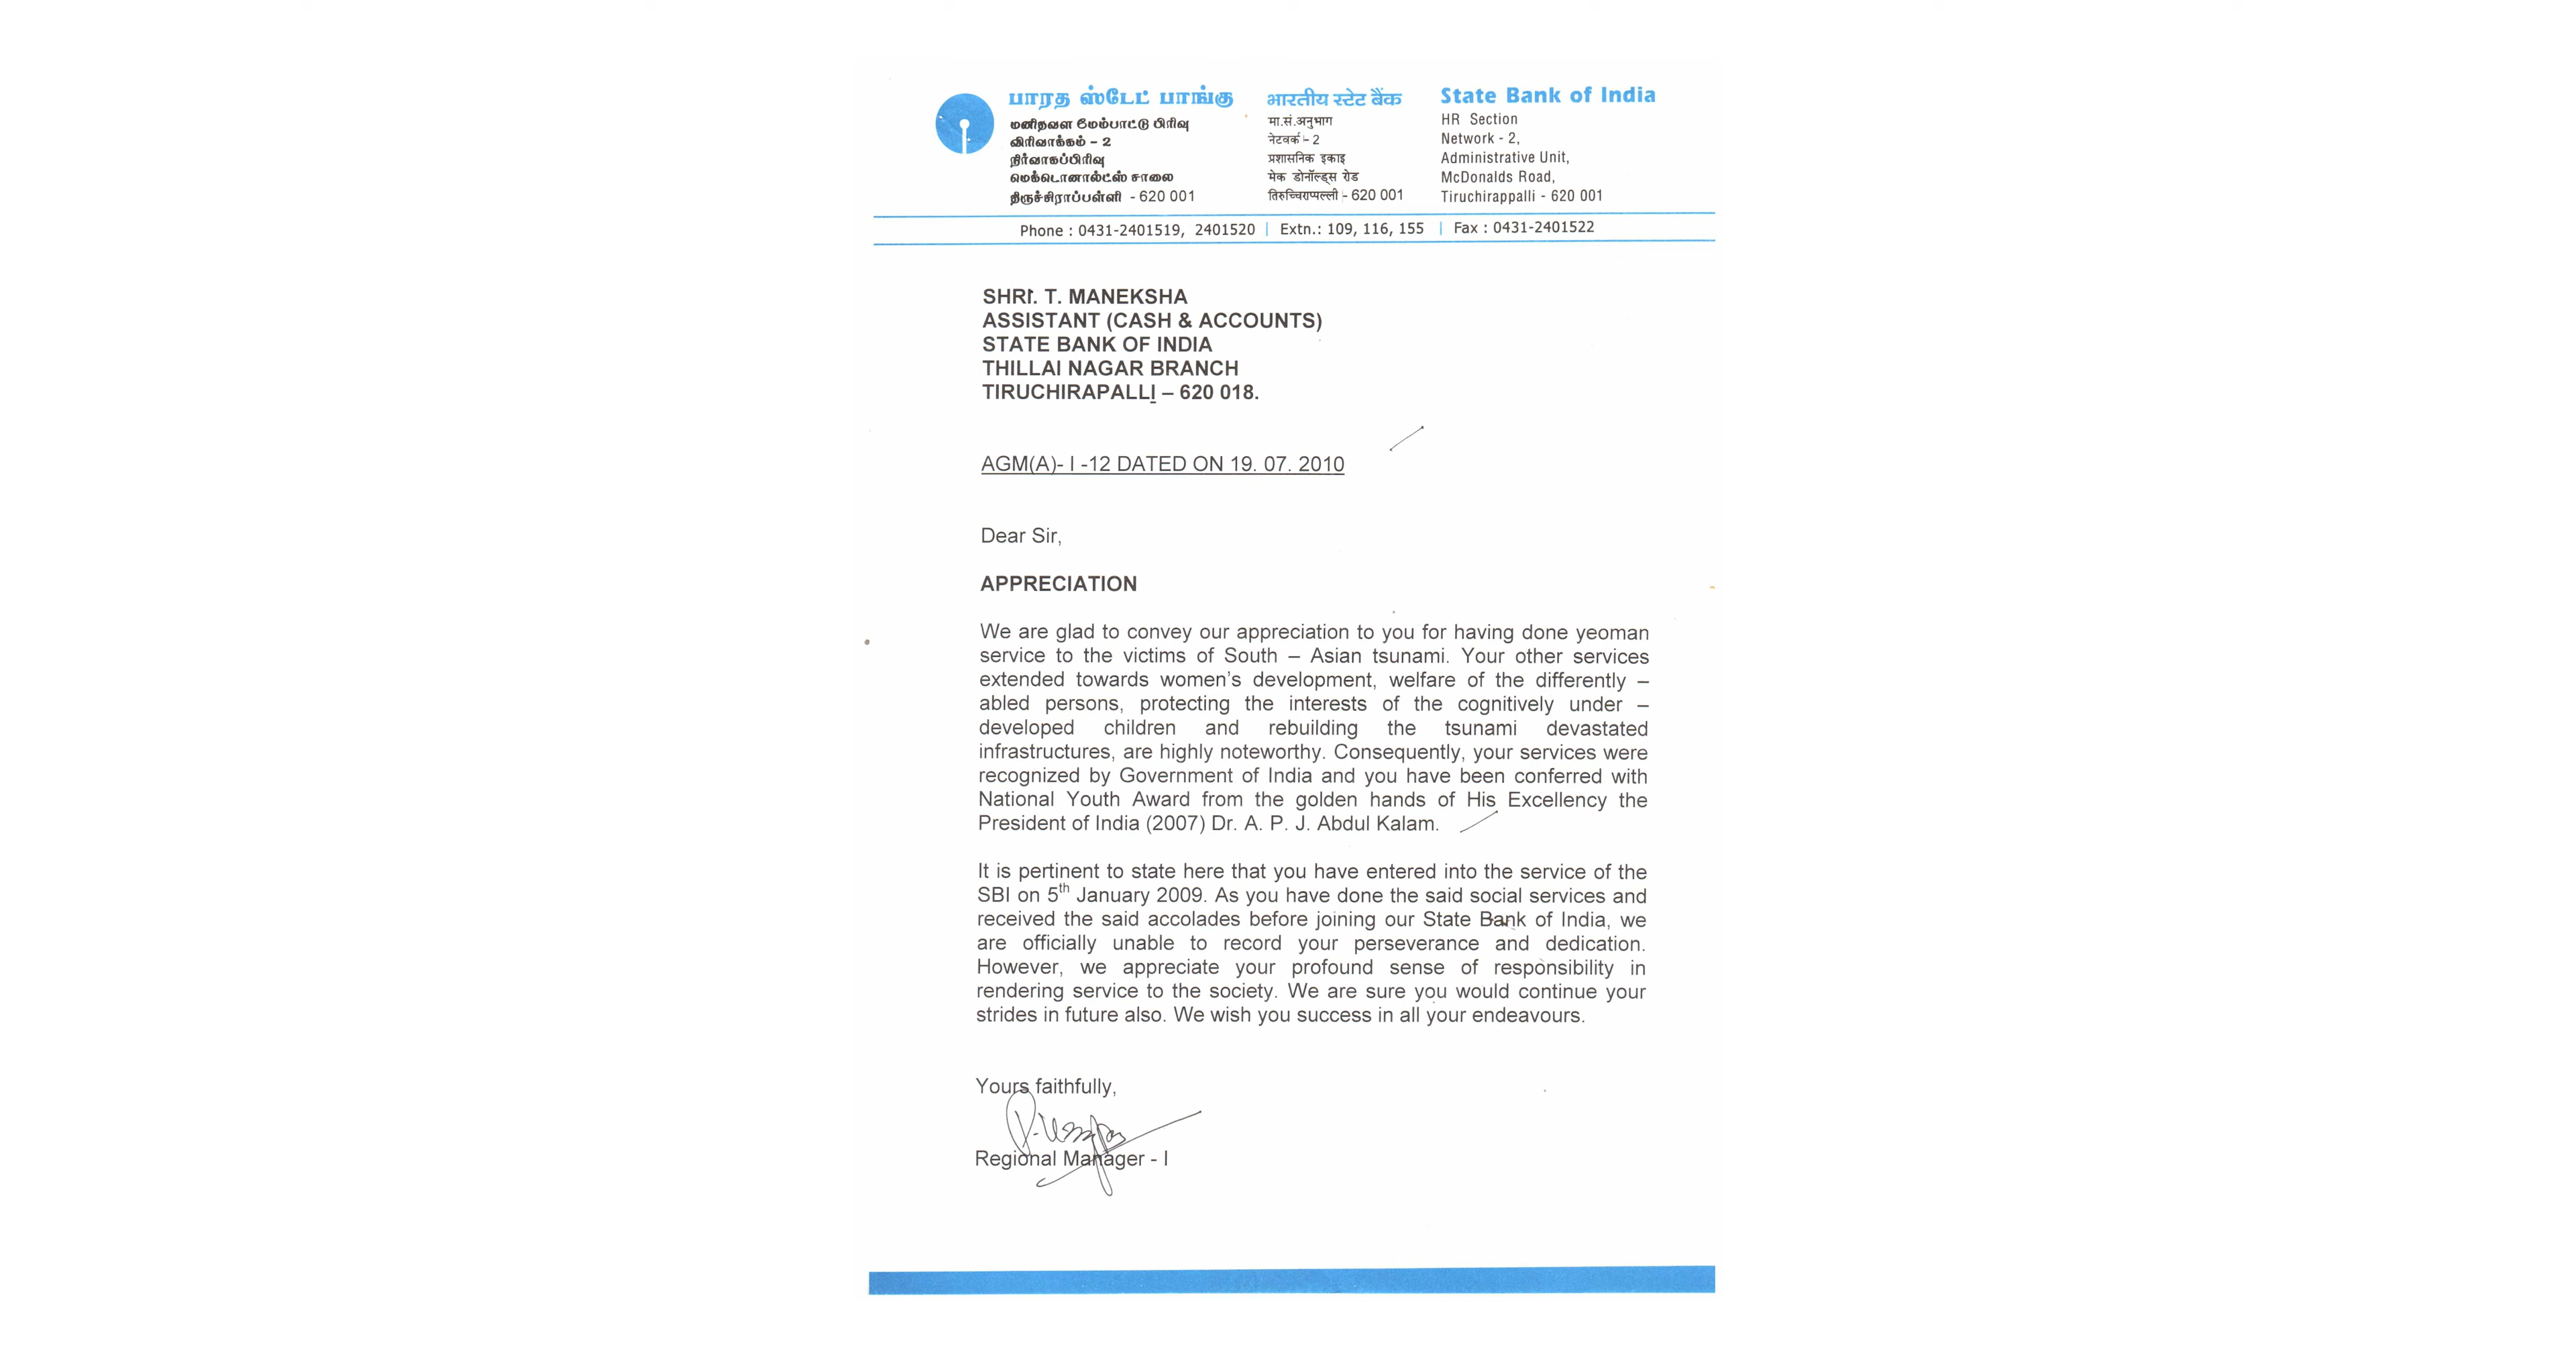 பாரத ஸ்டேட் பாங்கு
மனிதவள மேம்பாட்டு பிரிவு
விரிவாக்கம் - 2
நிர்வாகப்பிரிவு
மெக்டொனால்ட்ஸ் சாலை
திருச்சிராப்பள்ளி - 620 001
भारतीय स्टेट बैंक
मा.सं.अनुभाग
नेटवर्क - 2
प्रशासनिक इकाइ
मेक डोनॉल्ड्स रोड
तिरुच्चिराप्पल्ली - 620 001
State Bank of India
HR Section
Network - 2,
Administrative Unit,
McDonalds Road,
Tiruchirappalli - 620 001
Phone : 0431-2401519, 2401520 | Extn.: 109, 116, 155 | Fax : 0431-2401522
SHRI. T. MANEKSHA
ASSISTANT (CASH & ACCOUNTS)
STATE BANK OF INDIA
THILLAI NAGAR BRANCH
TIRUCHIRAPALLI – 620 018.
AGM(A)- I -12 DATED ON 19. 07. 2010
Dear Sir,
APPRECIATION
We are glad to convey our appreciation to you for having done yeoman
service to the victims of South – Asian tsunami. Your other services
extended towards women's development, welfare of the differently –
abled persons, protecting the interests of the cognitively under –
developed children and rebuilding the tsunami devastated
infrastructures, are highly noteworthy. Consequently, your services were
recognized by Government of India and you have been conferred with
National Youth Award from the golden hands of His Excellency the
President of India (2007) Dr. A. P. J. Abdul Kalam.
It is pertinent to state here that you have entered into the service of the
SBI on 5th January 2009. As you have done the said social services and
received the said accolades before joining our State Bank of India, we
are officially unable to record your perseverance and dedication.
However, we appreciate your profound sense of responsibility in
rendering service to the society. We are sure you would continue your
strides in future also. We wish you success in all your endeavours.
Yours faithfully,
Regional Manager - I